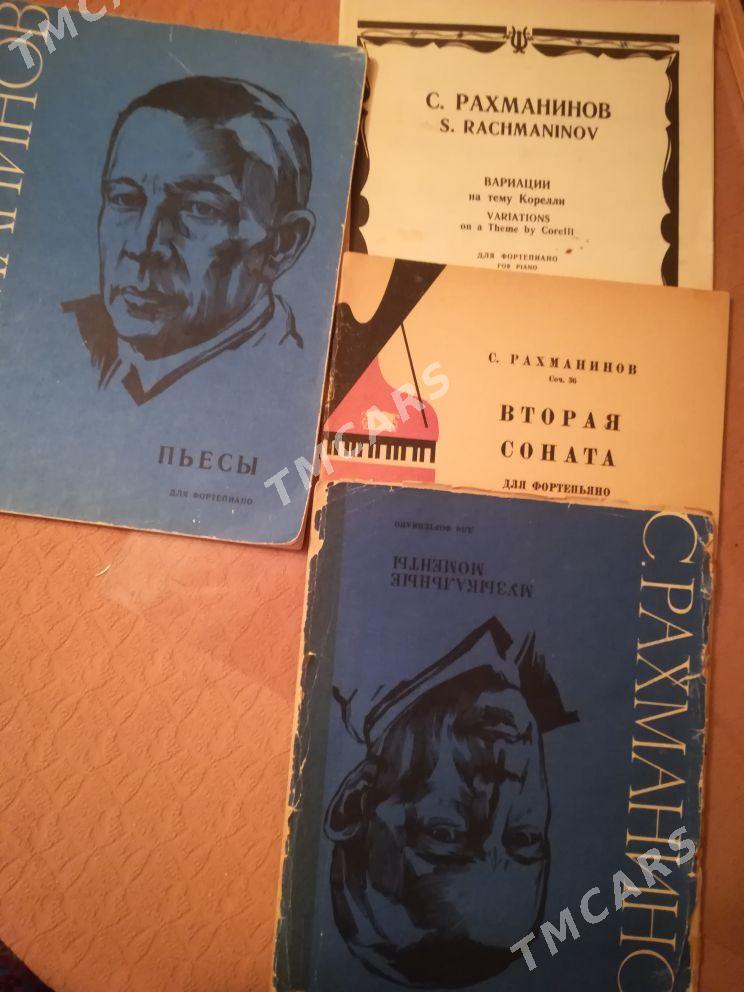 TMCARS
ПЬЕСЫ
ДЛЯ ФОРТЕПИАНО
С. РАХМАНИНОВ
S. RACHMANINOV
ВАРИАЦИИ
на тему Корелли
VARIATIONS
on a Theme by Corelli
ДЛЯ ФОРТЕПИАНО
FOR PIANO
TMCARS
С. РАХМАНИНОВ
Соч. 36
ВТОРАЯ
СОНАТА
ДЛЯ ФОРТЕПЬЯНО
TMCARS
С.РАХМАНИНО
МУЗЫКАЛЬНЫЕ
МОМЕНТЫ
ДЛЯ ФОРТЕПИАНО
TMCARS